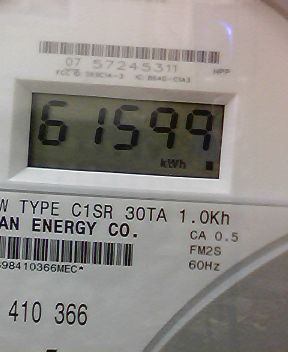 07 57245311 HPP
61599
kWh
W TYPE C1SR 30TA 1.0Kh
AN ENERGY CO.
CA 0.5
FM2S
60Hz
98410366MEC*
410 366